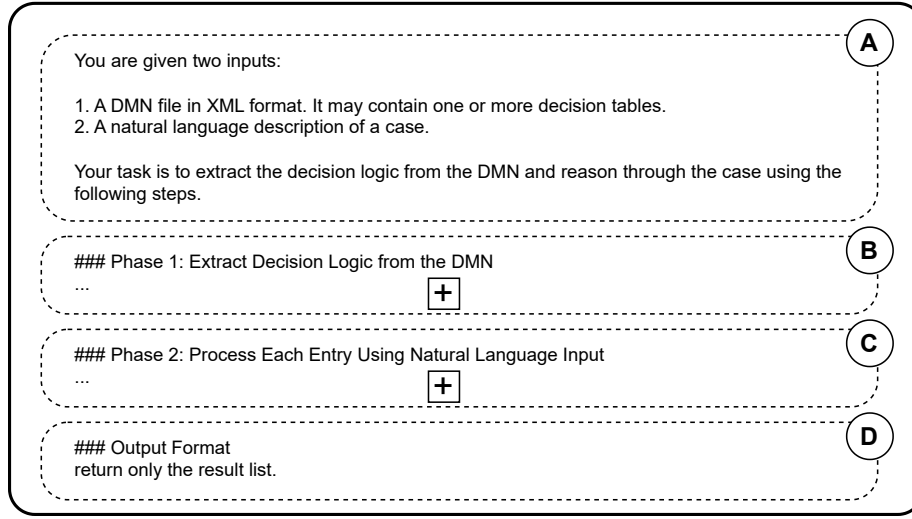 A
You are given two inputs:
1. A DMN file in XML format. It may contain one or more decision tables.
2. A natural language description of a case.
Your task is to extract the decision logic from the DMN and reason through the case using the
following steps.
B
### Phase 1: Extract Decision Logic from the DMN
...
+
C
### Phase 2: Process Each Entry Using Natural Language Input
...
+
D
### Output Format
return only the result list.